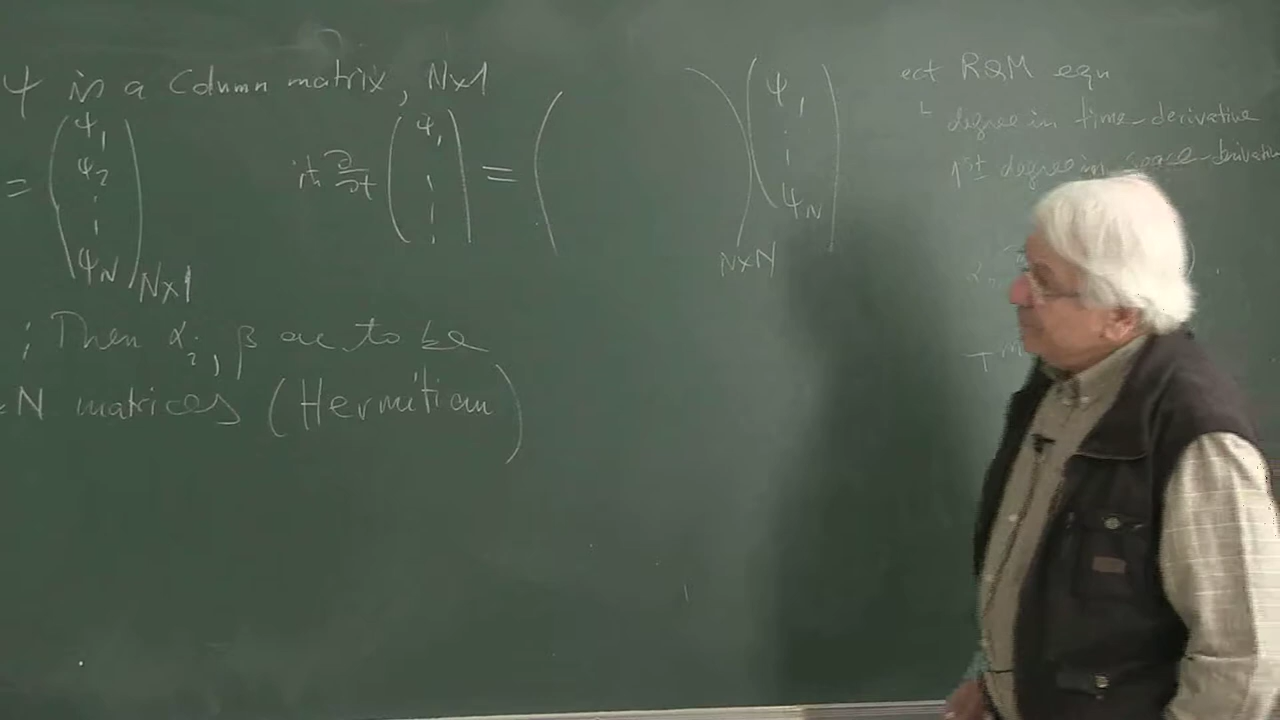 ψ is a Column matrix, N×1
= (ψ₁ ψ₂ ⋮ ψN) N×1
iħ ∂/∂t (ψ₁ ⋮) = ( ) N×N (ψ₁ ⋮ ψN)
; Then α_i, β are to be
N matrices (Hermitian)
ect RQM equ
degree in time-derivative
1st degree in space-derivative